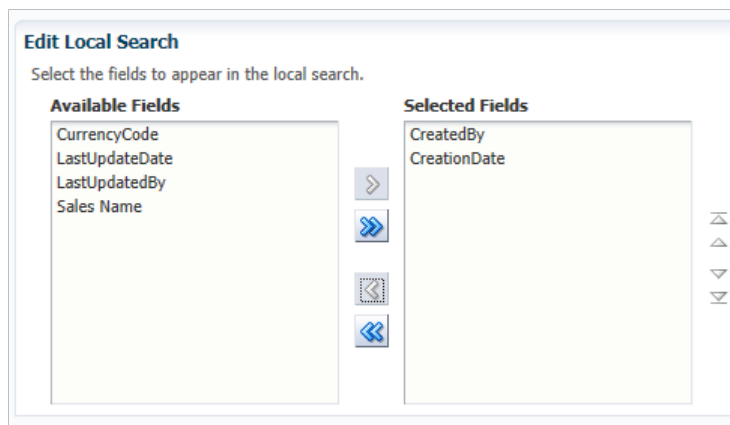 Edit Local Search
Select the fields to appear in the local search.
Available Fields
CurrencyCode
LastUpdateDate
LastUpdatedBy
Sales Name
Selected Fields
CreatedBy
CreationDate